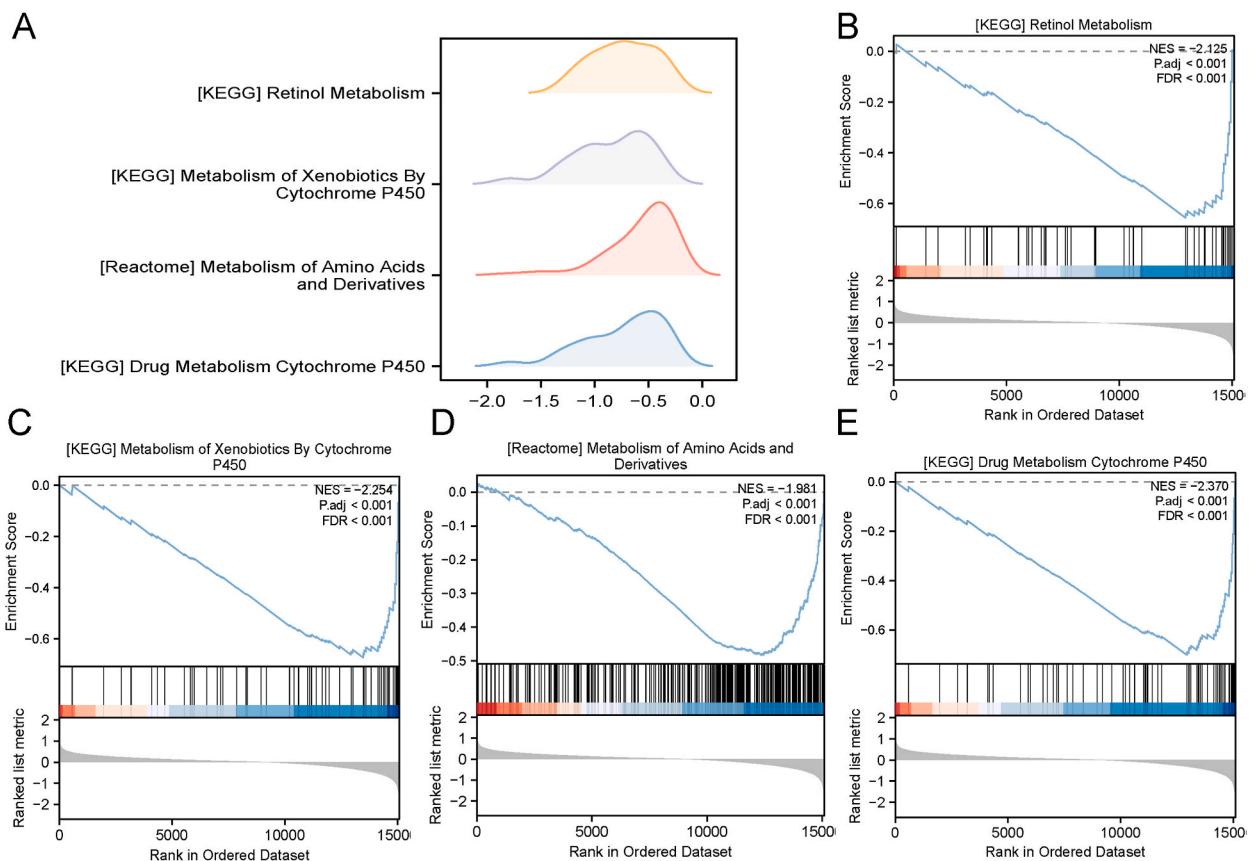 A
[KEGG] Retinol Metabolism
[KEGG] Metabolism of Xenobiotics By
Cytochrome P450
[Reactome] Metabolism of Amino Acids
and Derivatives
[KEGG] Drug Metabolism Cytochrome P450
−2.0 −1.5 −1.0 −0.5 0.0
B
[KEGG] Retinol Metabolism
NES = −2.125
P.adj < 0.001
FDR < 0.001
Enrichment Score
0.0
−0.2
−0.4
−0.6
Ranked list metric
2
1
0
−1
−2
0 5000 10000 15000
Rank in Ordered Dataset
C
[KEGG] Metabolism of Xenobiotics By Cytochrome
P450
NES = −2.254
P.adj < 0.001
FDR < 0.001
Enrichment Score
0.0
−0.2
−0.4
−0.6
Ranked list metric
2
1
0
−1
−2
0 5000 10000 15000
Rank in Ordered Dataset
D
[Reactome] Metabolism of Amino Acids and
Derivatives
NES = −1.981
P.adj < 0.001
FDR < 0.001
Enrichment Score
0.0
−0.1
−0.2
−0.3
−0.4
−0.5
Ranked list metric
2
1
0
−1
−2
0 5000 10000 15000
Rank in Ordered Dataset
E
[KEGG] Drug Metabolism Cytochrome P450
NES = −2.370
P.adj < 0.001
FDR < 0.001
Enrichment Score
0.0
−0.2
−0.4
−0.6
Ranked list metric
2
1
0
−1
−2
0 5000 10000 15000
Rank in Ordered Dataset